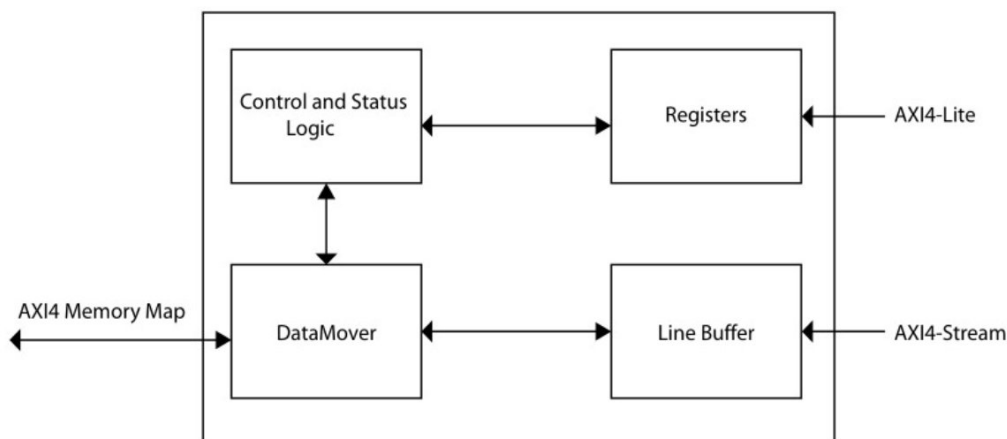 Control and Status
Logic
Registers
AXI4-Lite
AXI4 Memory Map
DataMover
Line Buffer
AXI4-Stream